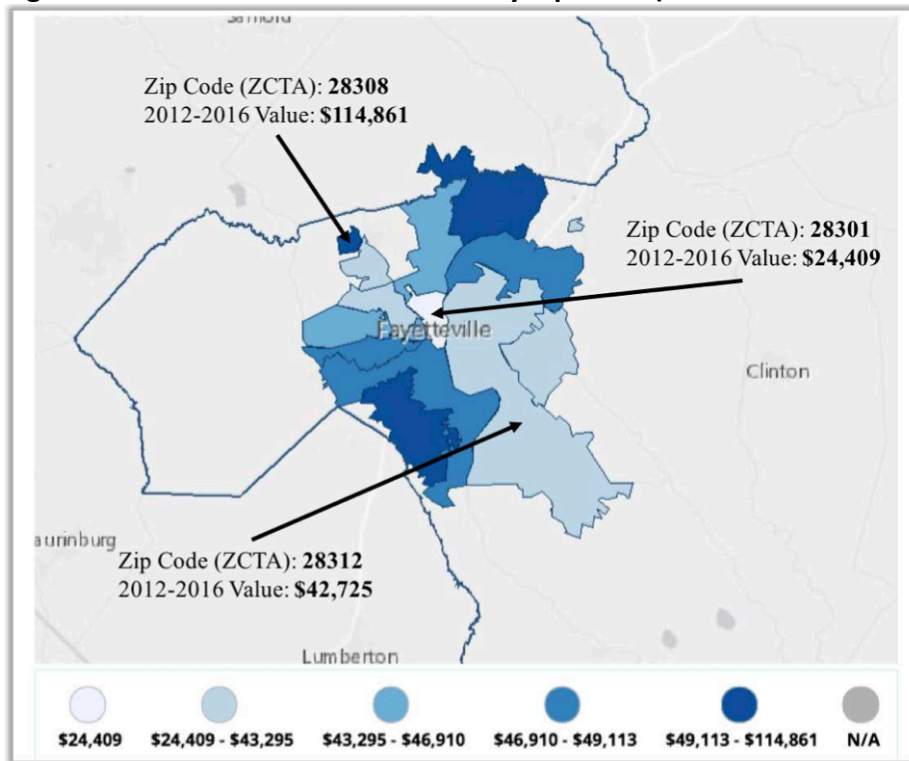 Zip Code (ZCTA): 28308
2012-2016 Value: $114,861
Zip Code (ZCTA): 28301
2012-2016 Value: $24,409
Fayetteville
Clinton
aurinburg
Zip Code (ZCTA): 28312
2012-2016 Value: $42,725
Lumberton
$24,409 $24,409 - $43,295 $43,295 - $46,910 $46,910 - $49,113 $49,113 - $114,861 N/A